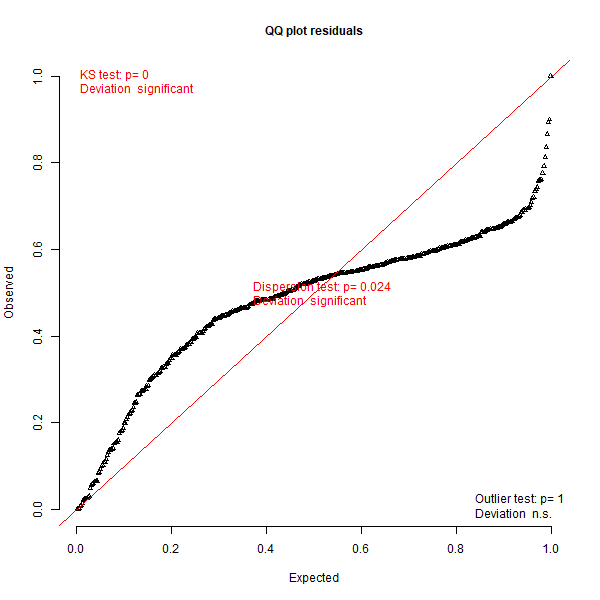 QQ plot residuals
KS test: p= 0
Deviation significant
Dispersion test: p= 0.024
Deviation significant
Outlier test: p= 1
Deviation n.s.
Observed
0.0
0.2
0.4
0.6
0.8
1.0
0.0 0.2 0.4 0.6 0.8 1.0
Expected